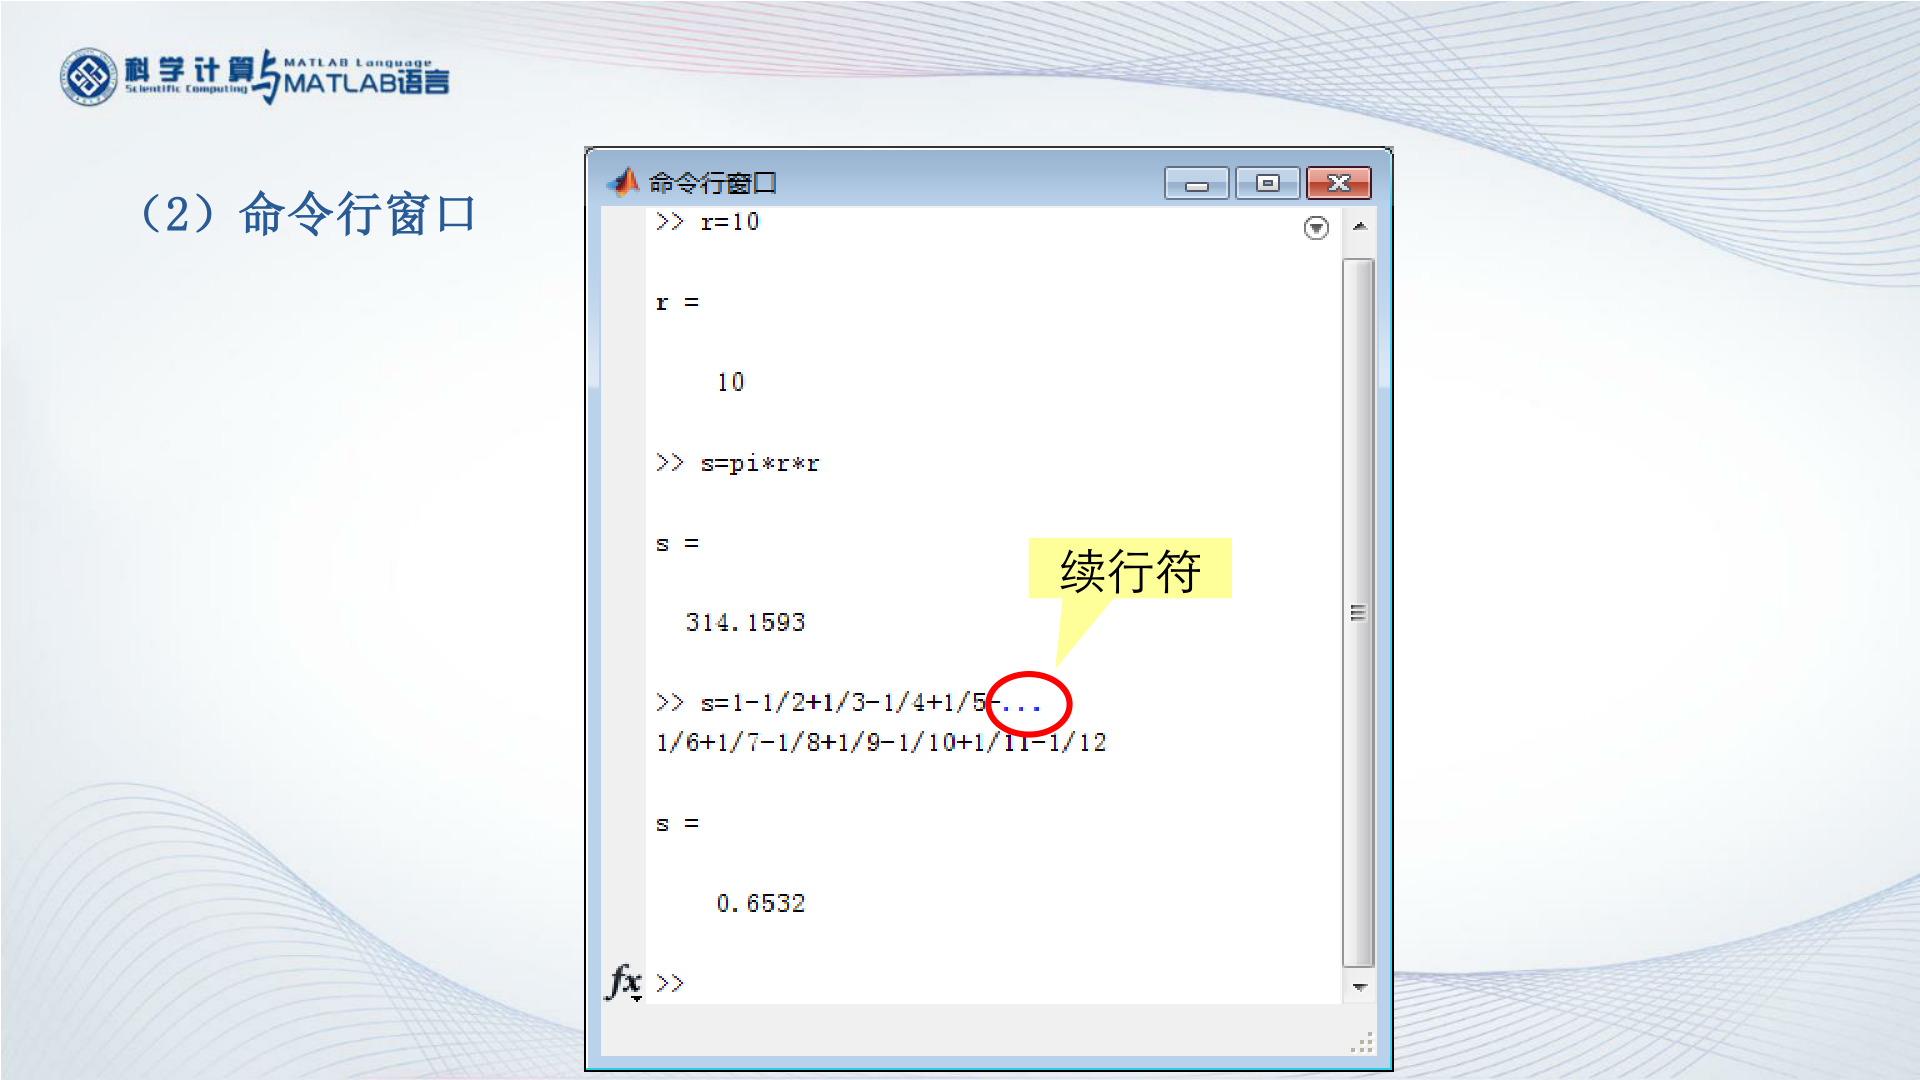 科学计算与MATLAB语言
Scientific Computing
MATLAB Language
（2）命令行窗口
命令行窗口
>> r=10
r =
10
>> s=pi*r*r
s =
314.1593
续行符
>> s=1-1/2+1/3-1/4+1/5-...
1/6+1/7-1/8+1/9-1/10+1/11-1/12
s =
0.6532
fx >>